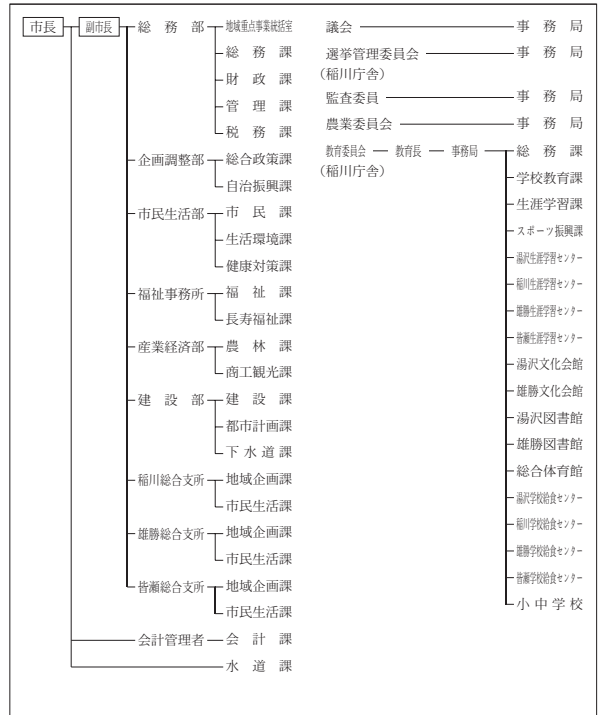 市長 副市長 総務部 地域重点事業統括室
総務課
財政課
管理課
税務課
企画調整部 総合政策課
自治振興課
市民生活部 市民課
生活環境課
健康対策課
福祉事務所 福祉課
長寿福祉課
産業経済部 農林課
商工観光課
建設部 建設課
都市計画課
下水道課
稲川総合支所 地域企画課
市民生活課
雄勝総合支所 地域企画課
市民生活課
皆瀬総合支所 地域企画課
市民生活課
会計管理者 会計課
水道課
議会 事務局
選挙管理委員会 事務局
(稲川庁舎)
監査委員 事務局
農業委員会 事務局
教育委員会 教育長 事務局 総務課
(稲川庁舎)
学校教育課
生涯学習課
スポーツ振興課
湯沢生涯学習センター
稲川生涯学習センター
雄勝生涯学習センター
皆瀬生涯学習センター
湯沢文化会館
雄勝文化会館
湯沢図書館
雄勝図書館
総合体育館
湯沢学校給食センター
稲川学校給食センター
雄勝学校給食センター
皆瀬学校給食センター
小中学校